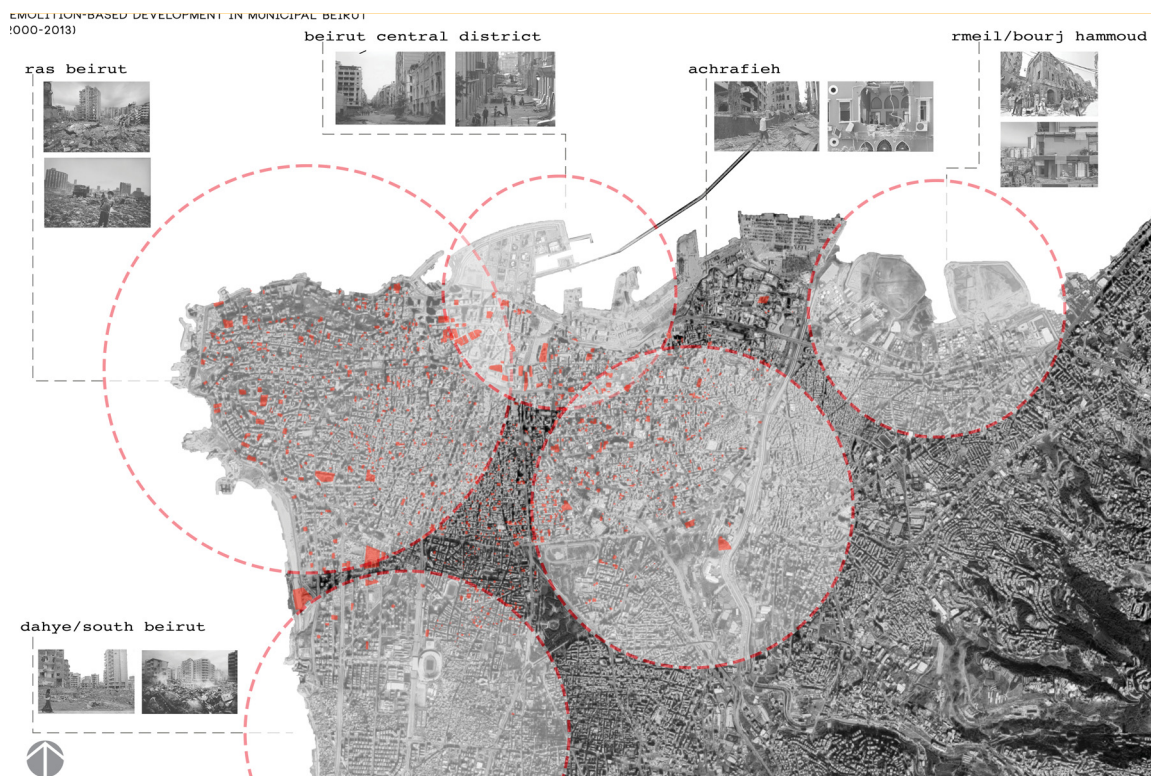 EMOLITION-BASED DEVELOPMENT IN MUNICIPAL BEIRUT
2000-2013)
beirut central district
rmeil/bourj hammoud
ras beirut
achrafieh
dahye/south beirut